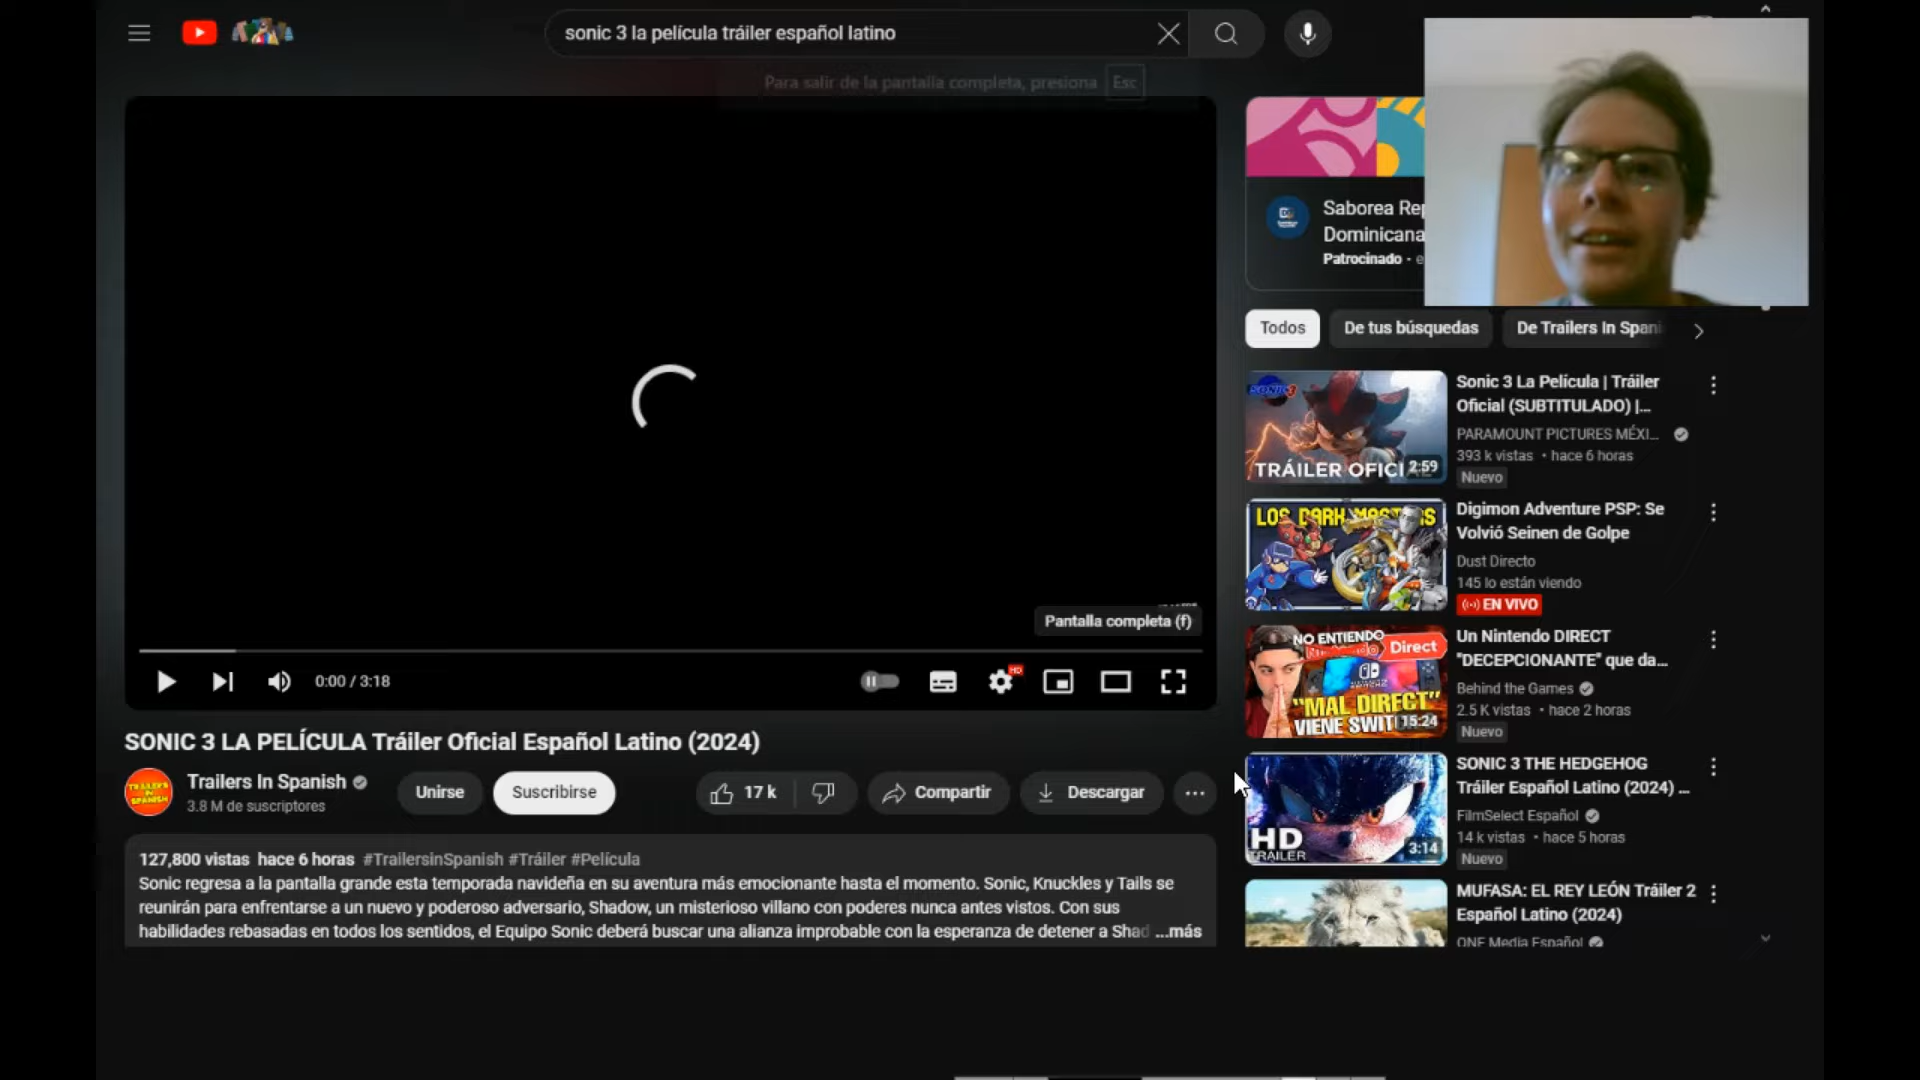 sonic 3 la película tráiler español latino
Para salir de la pantalla completa, presiona Esc
Pantalla completa (f)
0:00 / 3:18
HD
SONIC 3 LA PELÍCULA Tráiler Oficial Español Latino (2024)
TRAILERS IN SPANISH
Trailers In Spanish
3.8 M de suscriptores
Unirse
Suscribirse
17 k
Compartir
Descargar
127,800 vistas hace 6 horas #TrailersinSpanish #Tráiler #Película
Sonic regresa a la pantalla grande esta temporada navideña en su aventura más emocionante hasta el momento. Sonic, Knuckles y Tails se
reunirán para enfrentarse a un nuevo y poderoso adversario, Shadow, un misterioso villano con poderes nunca antes vistos. Con sus
habilidades rebasadas en todos los sentidos, el Equipo Sonic deberá buscar una alianza improbable con la esperanza de detener a Shad ...más
Saborea Rep
Dominicana
Patrocinado · e
Todos
De tus búsquedas
De Trailers In Spani
SONIC 3
TRÁILER OFICI
2:59
Sonic 3 La Película | Tráiler
Oficial (SUBTITULADO) |...
PARAMOUNT PICTURES MÉXI...
393 k vistas · hace 6 horas
Nuevo
LOS DARK MASTERS
Digimon Adventure PSP: Se
Volvió Seinen de Golpe
Dust Directo
145 lo están viendo
EN VIVO
NO ENTIENDO
Direct
"MAL DIRECT"
VIENE SWIT
15:24
Un Nintendo DIRECT
"DECEPCIONANTE" que da...
Behind the Games
2.5 K vistas · hace 2 horas
Nuevo
HD
TRAILER
3:14
SONIC 3 THE HEDGEHOG
Tráiler Español Latino (2024) ...
FilmSelect Español
14 k vistas · hace 5 horas
Nuevo
MUFASA: EL REY LEÓN Tráiler 2
Español Latino (2024)
ONE Media Español